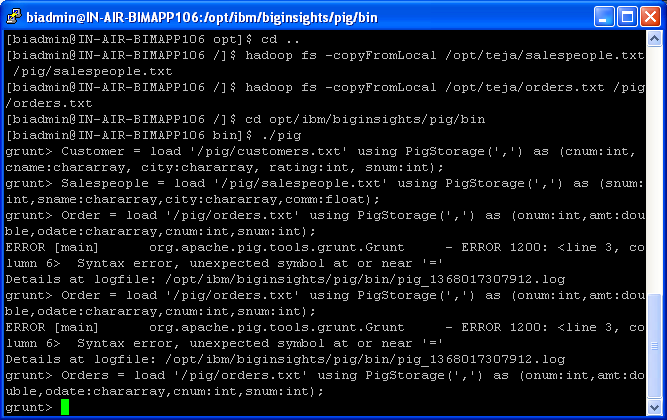 biadmin@IN-AIR-BIMAPP106:/opt/ibm/biginsights/pig/bin
[biadmin@IN-AIR-BIMAPP106 opt]$ cd ..
[biadmin@IN-AIR-BIMAPP106 /]$ hadoop fs -copyFromLocal /opt/teja/salespeople.txt
 /pig/salespeople.txt
[biadmin@IN-AIR-BIMAPP106 /]$ hadoop fs -copyFromLocal /opt/teja/orders.txt /pig
/orders.txt
[biadmin@IN-AIR-BIMAPP106 /]$ cd opt/ibm/biginsights/pig/bin
[biadmin@IN-AIR-BIMAPP106 bin]$ ./pig
grunt> Customer = load '/pig/customers.txt' using PigStorage(',') as (cnum:int,
cname:chararray, city:chararray, rating:int, snum:int);
grunt> Salespeople = load '/pig/salespeople.txt' using PigStorage(',') as (snum:
int,sname:chararray,city:chararray,comm:float);
grunt> Order = load '/pig/orders.txt' using PigStorage(',') as (onum:int,amt:dou
ble,odate:chararray,cnum:int,snum:int);
ERROR [main]     org.apache.pig.tools.grunt.Grunt     - ERROR 1200: <line 3, co
lumn 6>  Syntax error, unexpected symbol at or near '='
Details at logfile: /opt/ibm/biginsights/pig/bin/pig_1368017307912.log
grunt> Order = load '/pig/orders.txt' using PigStorage(',') as (onum:int,amt:dou
ble,odate:chararray,cnum:int,snum:int);
ERROR [main]     org.apache.pig.tools.grunt.Grunt     - ERROR 1200: <line 3, co
lumn 6>  Syntax error, unexpected symbol at or near '='
Details at logfile: /opt/ibm/biginsights/pig/bin/pig_1368017307912.log
grunt> Orders = load '/pig/orders.txt' using PigStorage(',') as (onum:int,amt:do
uble,odate:chararray,cnum:int,snum:int);
grunt>